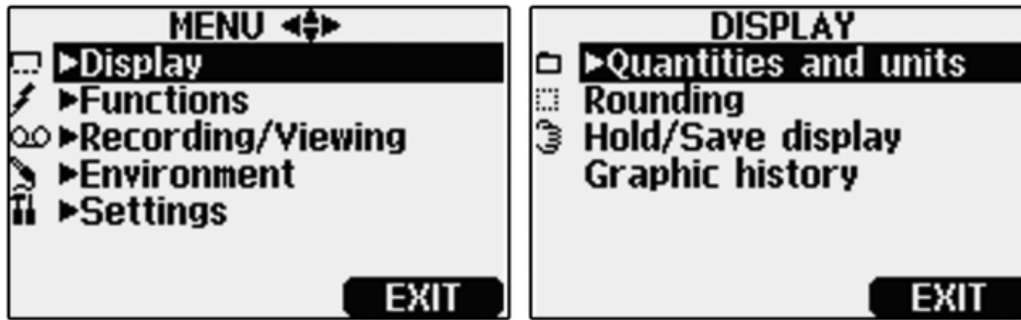 MENU
▶Display
▶Functions
▶Recording/Viewing
▶Environment
▶Settings
EXIT
DISPLAY
▶Quantities and units
Rounding
Hold/Save display
Graphic history
EXIT